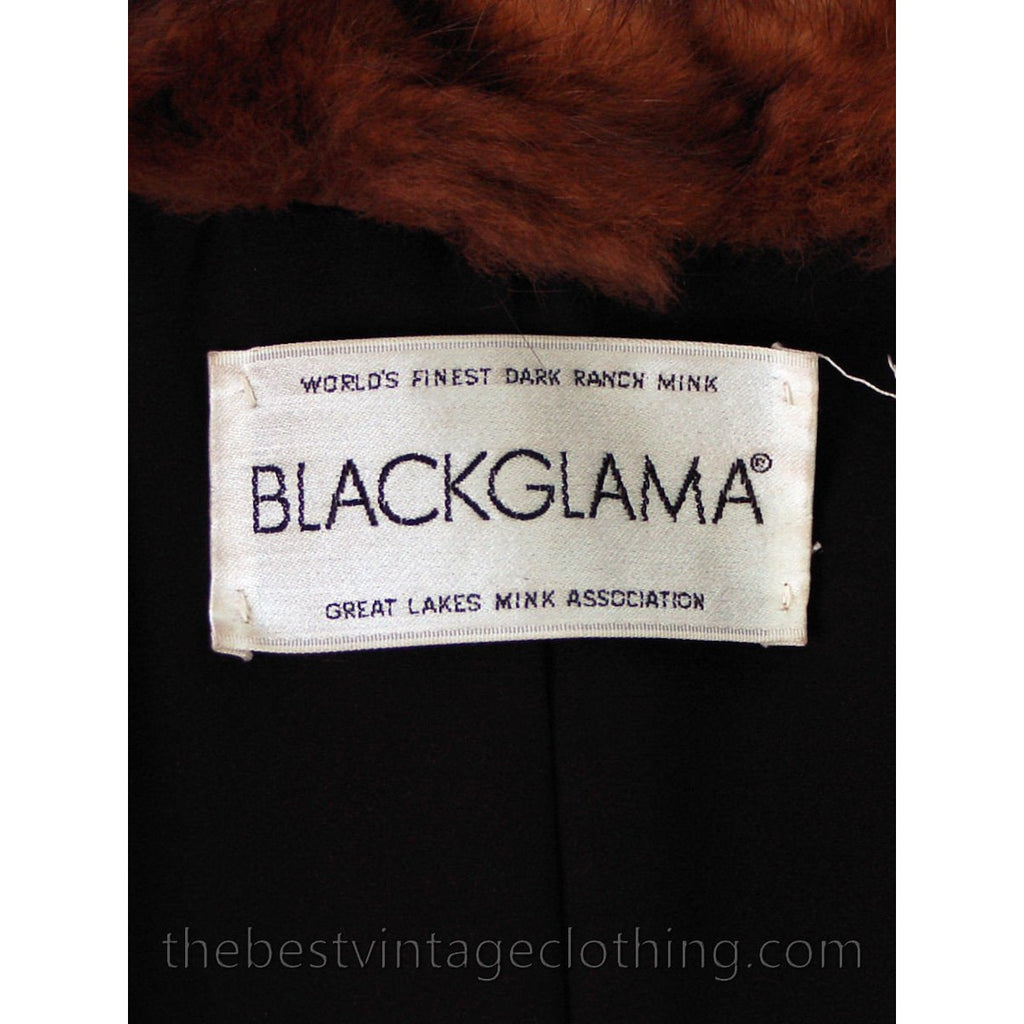 WORLD'S FINEST DARK RANCH MINK
BLACKGLAMA®
GREAT LAKES MINK ASSOCIATION
thebestvintageclothing.com